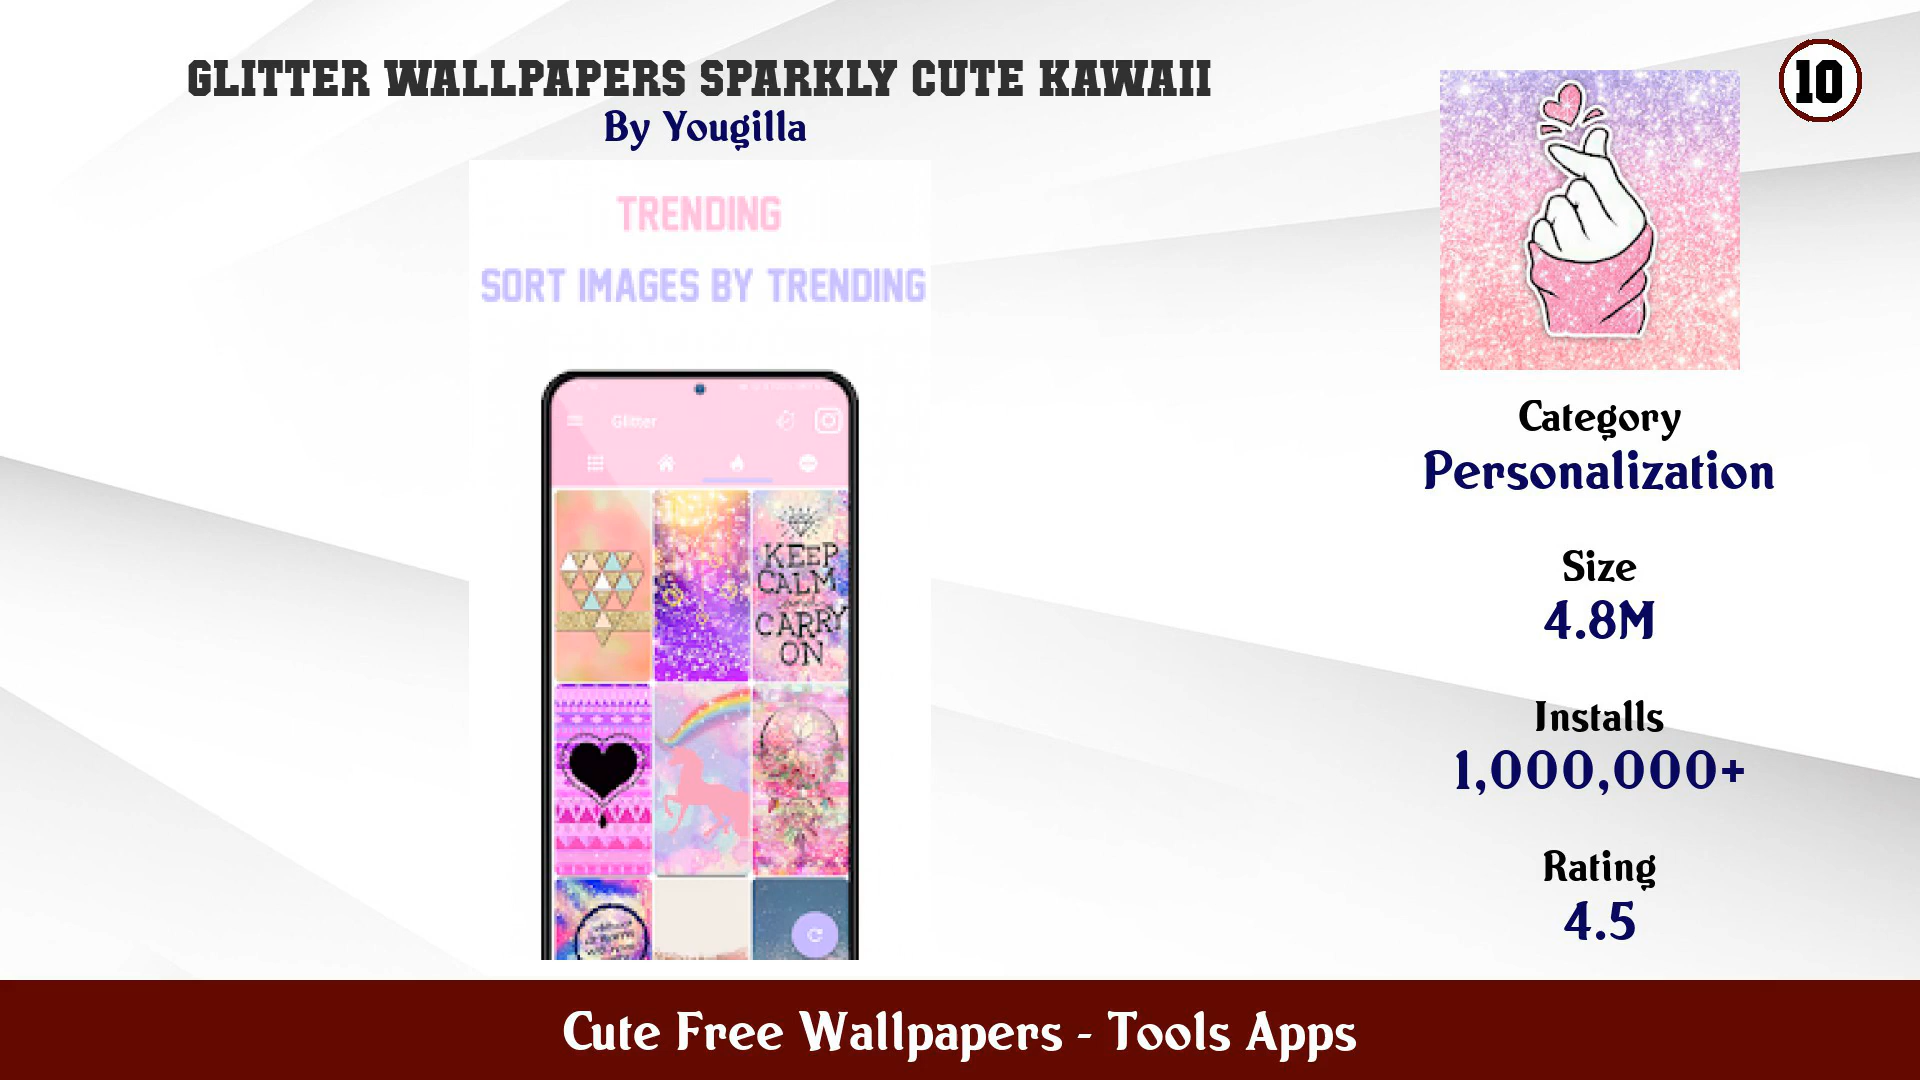 GLITTER WALLPAPERS SPARKLY CUTE KAWAII
By Yougilla
10
TRENDING
SORT IMAGES BY TRENDING
Glitter
KEEP
CALM
and
CARRY
ON
Category
Personalization
Size
4.8M
Installs
1,000,000+
Rating
4.5
Cute Free Wallpapers - Tools Apps